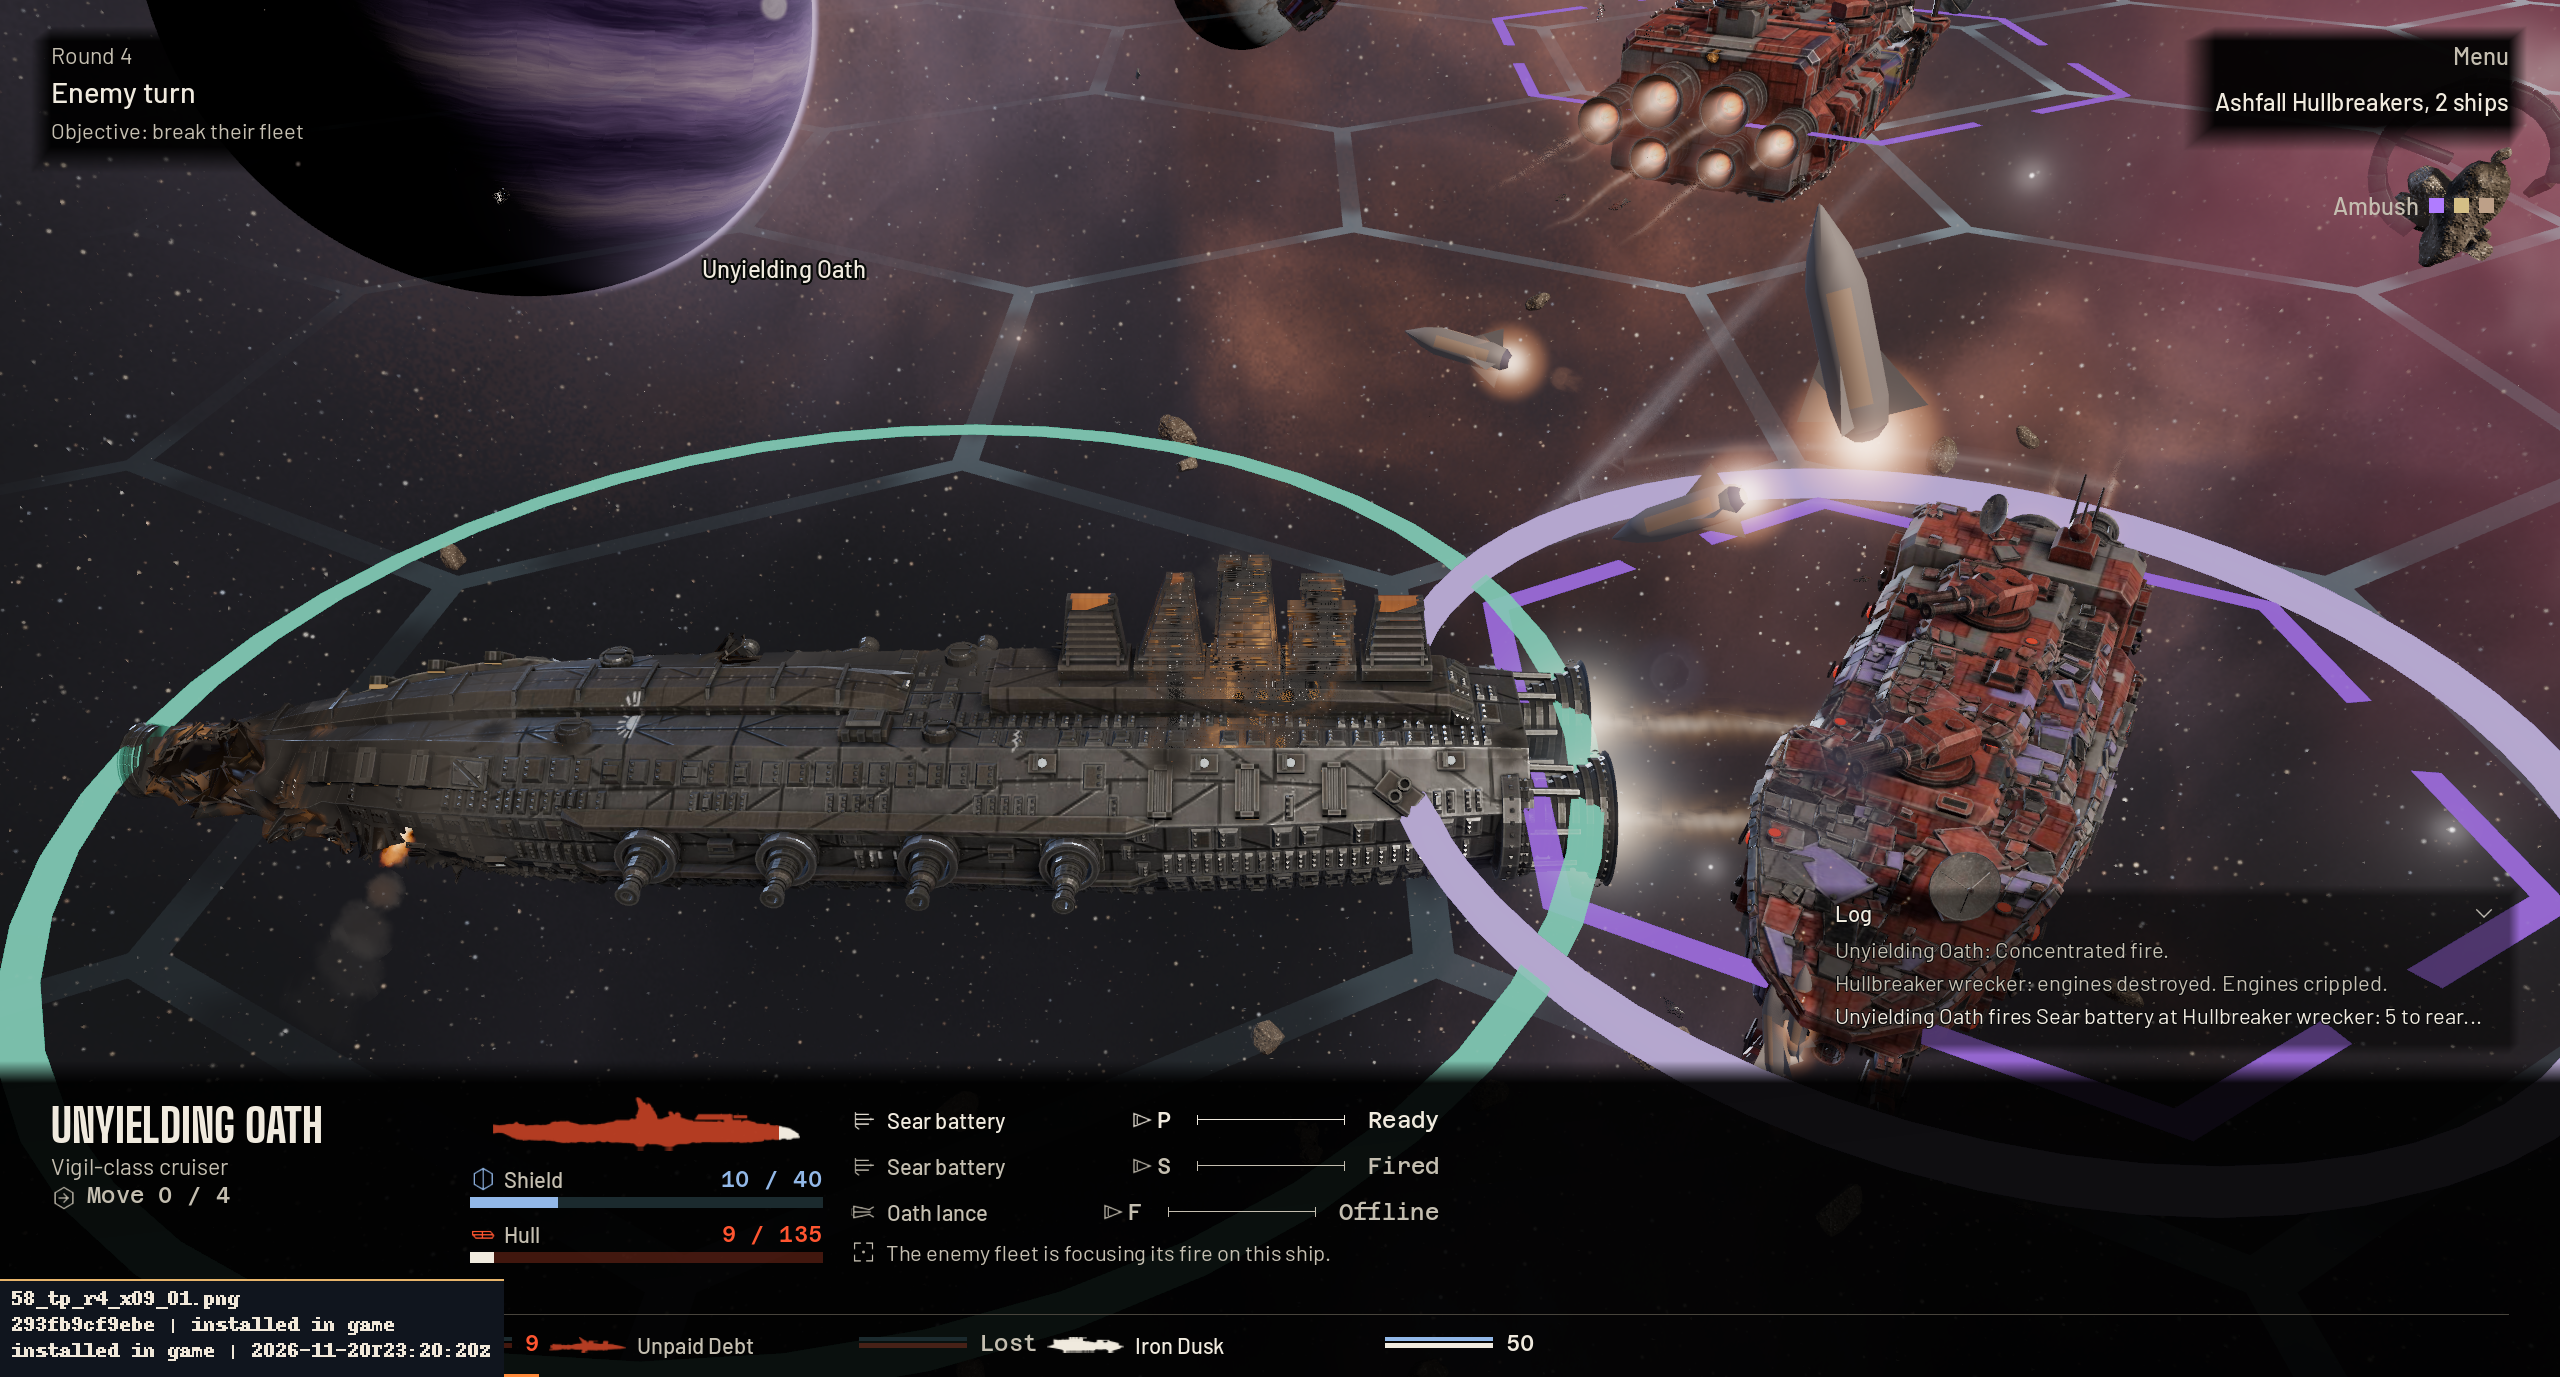 Round 4
Enemy turn
Objective: break their fleet
Menu
Ashfall Hullbreakers, 2 ships
Ambush
Unyielding Oath
Log
Unyielding Oath: Concentrated fire.
Hullbreaker wrecker: engines destroyed. Engines crippled.
Unyielding Oath fires Sear battery at Hullbreaker wrecker: 5 to rear...
UNYIELDING OATH
Vigil-class cruiser
Move 0 / 4
Shield 10 / 40
Hull 9 / 135
Sear battery P Ready
Sear battery S Fired
Oath lance F Offline
The enemy fleet is focusing its fire on this ship.
58_tp_r4_x09_01.png
293fb9cf9ebe | installed in game
installed in game | 2026-11-20T23:20:20Z
9 Unpaid Debt Lost Iron Dusk 50